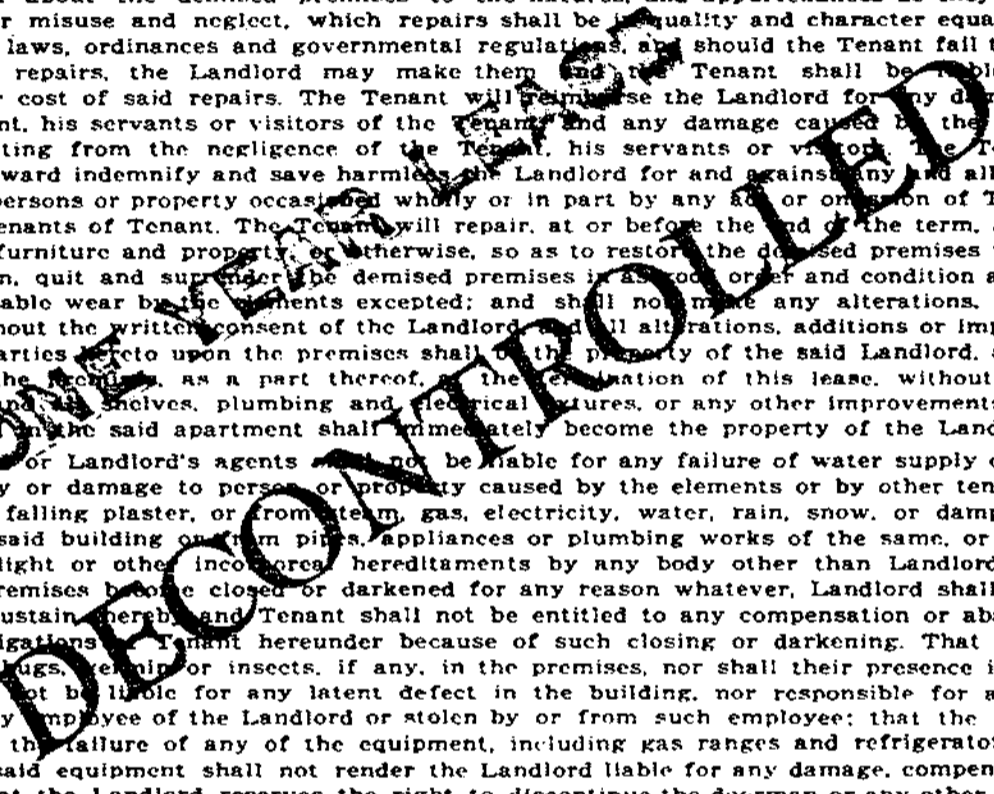 r misuse and neglect, which repairs shall be in quality and character equa
laws, ordinances and governmental regulations, and should the Tenant fail t
repairs, the Landlord may make them and the Tenant shall be
cost of said repairs. The Tenant will reimburse the Landlord for any
nt, his servants or visitors of the Tenant and any damage caused by the
ting from the negligence of the Tenant, his servants or visitors. The T
ward indemnify and save harmless the Landlord for and against any and all
persons or property occasioned wholly or in part by any act or omission of T
enants of Tenant. The Tenant will repair, at or before the end of the term,
furniture and property or otherwise, so as to restore the demised premises
n, quit and surrender the demised premises in as good order and condition a
able wear by the elements excepted; and shall not make any alterations,
hout the written consent of the Landlord and all alterations, additions or imp
arties hereto upon the premises shall be the property of the said Landlord,
the premises, as a part thereof, at the termination of this lease, without
shelves, plumbing and electrical fixtures, or any other improvement
the said apartment shall immediately become the property of the Land
or Landlord's agents shall not be liable for any failure of water supply
y or damage to person or property caused by the elements or by other ten
falling plaster, or from steam, gas, electricity, water, rain, snow, or damp
said building or from pipes, appliances or plumbing works of the same, or
light or other incorporeal hereditaments by any body other than Landlord
remises become closed or darkened for any reason whatever, Landlord shall
ustain thereby and Tenant shall not be entitled to any compensation or ab
igations Tenant hereunder because of such closing or darkening. That
bugs, vermin or insects, if any, in the premises, nor shall their presence i
not be liable for any latent defect in the building, nor responsible for a
y employee of the Landlord or stolen by or from such employee; that the
the failure of any of the equipment, including gas ranges and refrigerato
said equipment shall not render the Landlord liable for any damage, compen
the Landlord reserves the right to discontinue the doorman or any other
ONE YEAR LEASE
DECONTROLLED